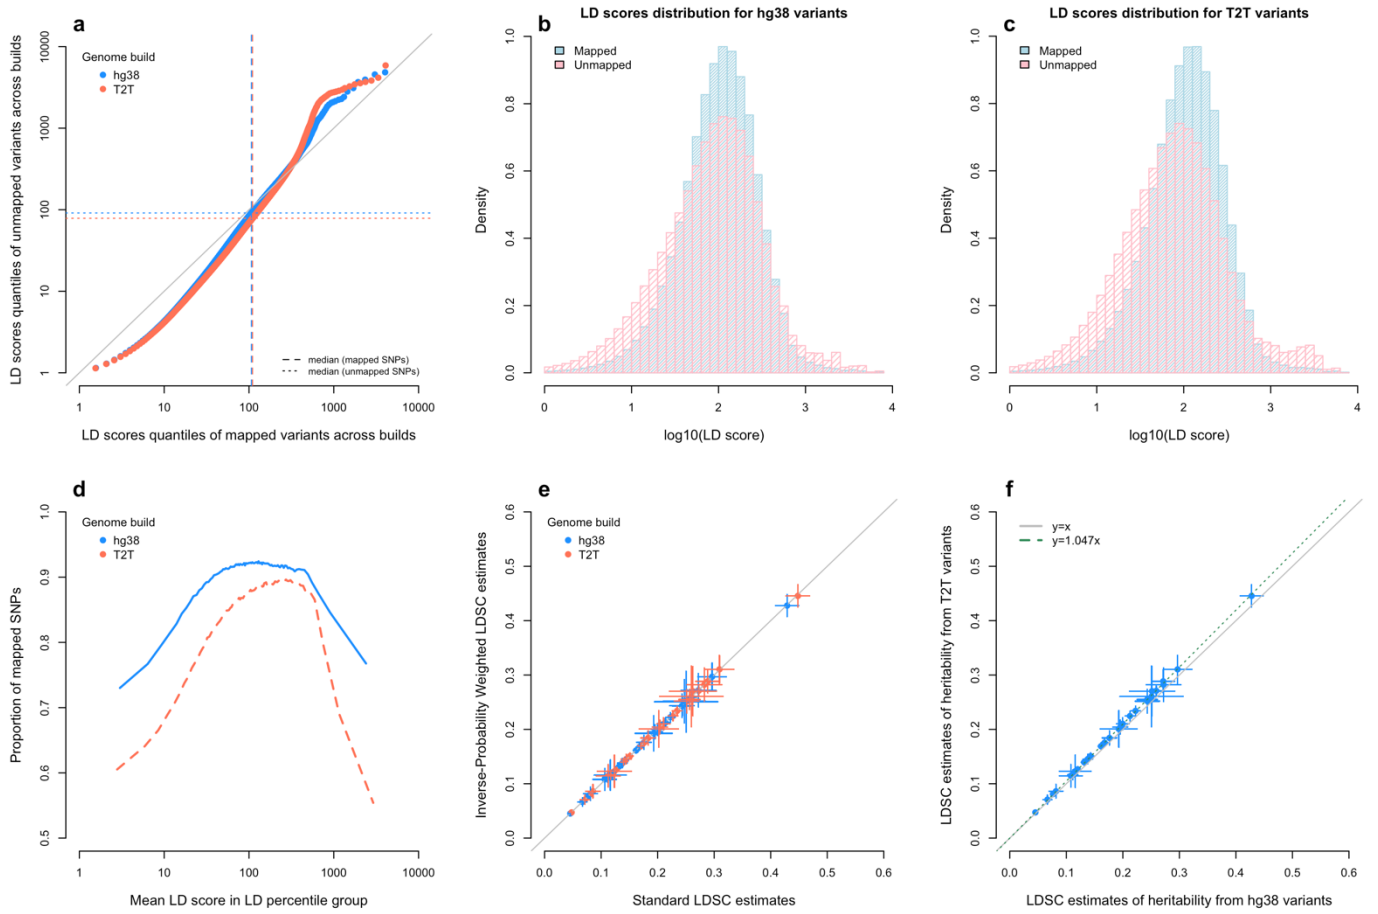 a
LD scores quantiles of unmapped variants across builds
10000
1000
100
10
1
Genome build
hg38
T2T
median (mapped SNPs)
median (unmapped SNPs)
1
10
100
1000
10000
LD scores quantiles of mapped variants across builds
b
LD scores distribution for hg38 variants
Mapped
Unmapped
Density
1.0
0.8
0.6
0.4
0.2
0.0
0
1
2
3
4
log10(LD score)
c
LD scores distribution for T2T variants
Mapped
Unmapped
Density
1.0
0.8
0.6
0.4
0.2
0.0
0
1
2
3
4
log10(LD score)
d
Genome build
hg38
T2T
Proportion of mapped SNPs
1.0
0.9
0.8
0.7
0.6
0.5
1
10
100
1000
10000
Mean LD score in LD percentile group
e
Genome build
hg38
T2T
Inverse-Probability Weighted LDSC estimates
0.6
0.5
0.4
0.3
0.2
0.1
0.0
0.0
0.1
0.2
0.3
0.4
0.5
0.6
Standard LDSC estimates
f
y=x
y=1.047x
LDSC estimates of heritability from T2T variants
0.6
0.5
0.4
0.3
0.2
0.1
0.0
0.0
0.1
0.2
0.3
0.4
0.5
0.6
LDSC estimates of heritability from hg38 variants